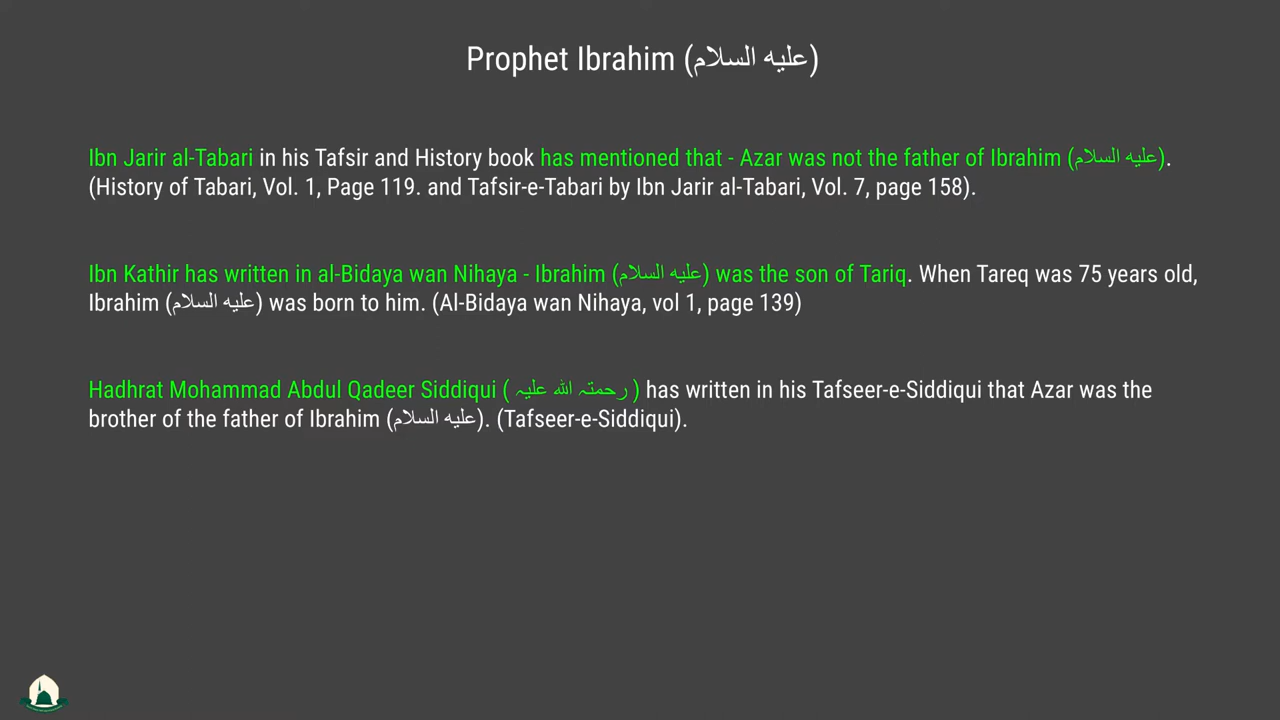 Prophet Ibrahim (عليه السلام)
Ibn Jarir al-Tabari in his Tafsir and History book has mentioned that - Azar was not the father of Ibrahim (عليه السلام).
(History of Tabari, Vol. 1, Page 119. and Tafsir-e-Tabari by Ibn Jarir al-Tabari, Vol. 7, page 158).
Ibn Kathir has written in al-Bidaya wan Nihaya - Ibrahim (عليه السلام) was the son of Tariq. When Tareq was 75 years old,
Ibrahim (عليه السلام) was born to him. (Al-Bidaya wan Nihaya, vol 1, page 139)
Hadhrat Mohammad Abdul Qadeer Siddiqui ( رحمتہ اللہ علیہ ) has written in his Tafseer-e-Siddiqui that Azar was the
brother of the father of Ibrahim (عليه السلام). (Tafseer-e-Siddiqui).